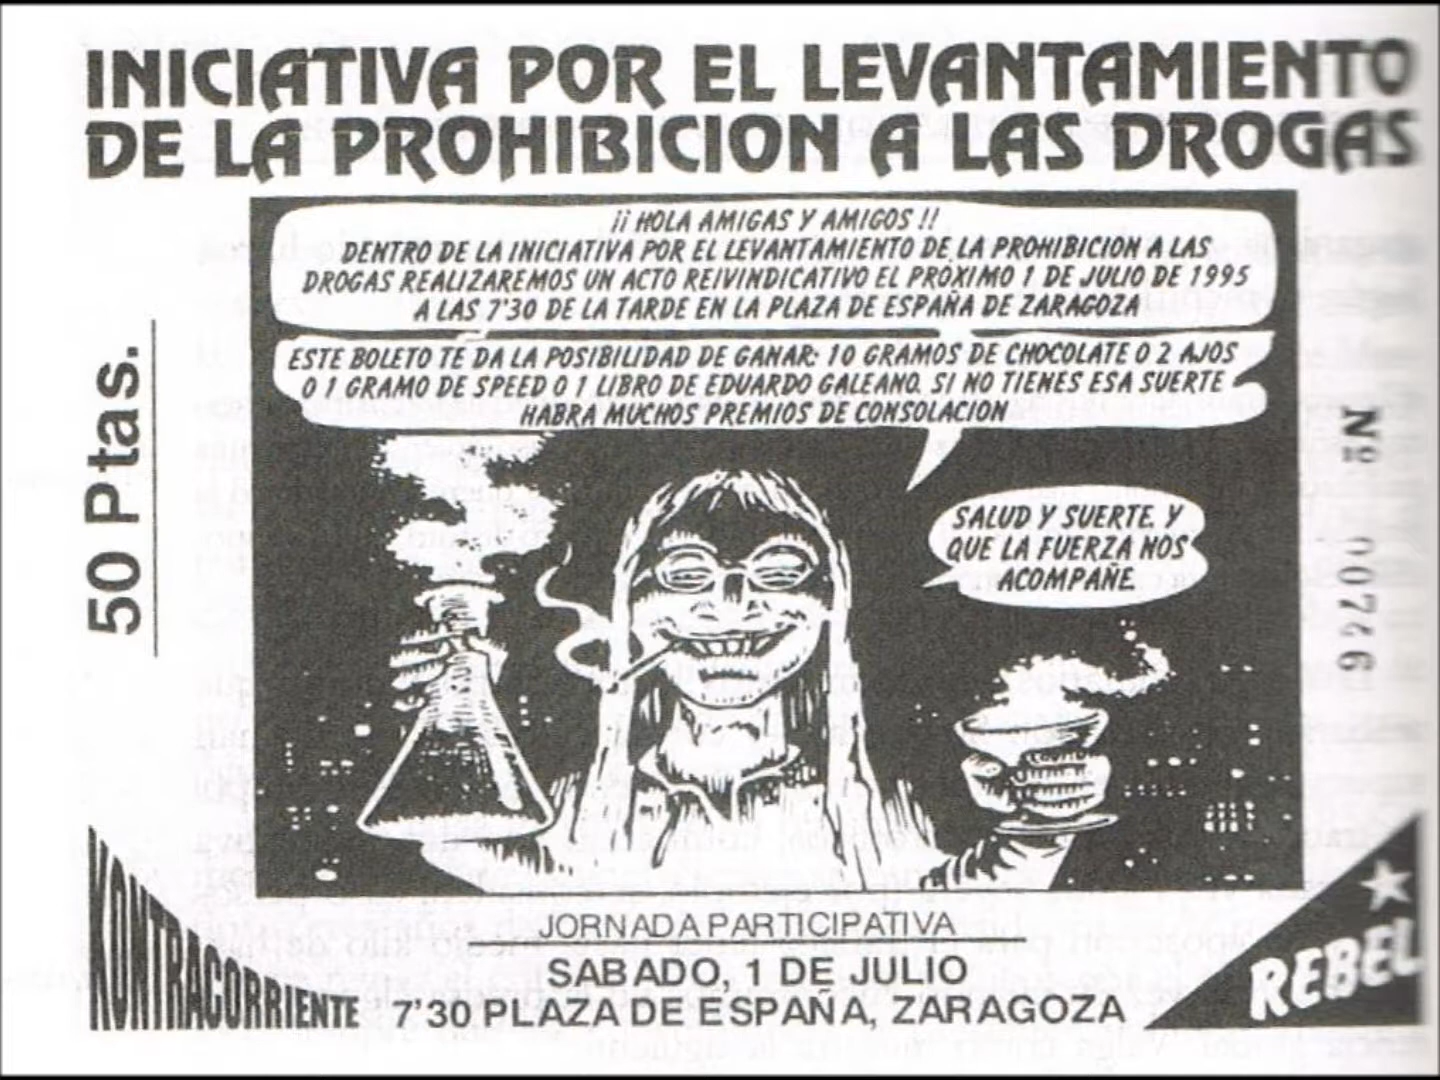 INICIATIVA POR EL LEVANTAMIENTO
DE LA PROHIBICION A LAS DROGAS
¡¡ HOLA AMIGAS Y AMIGOS !!
DENTRO DE LA INICIATIVA POR EL LEVANTAMIENTO DE LA PROHIBICION A LAS
DROGAS REALIZAREMOS UN ACTO REIVINDICATIVO EL PRÓXIMO 1 DE JULIO DE 1995
A LAS 7'30 DE LA TARDE EN LA PLAZA DE ESPAÑA DE ZARAGOZA
ESTE BOLETO TE DA LA POSIBILIDAD DE GANAR: 10 GRAMOS DE CHOCOLATE O 2 AJOS
O 1 GRAMO DE SPEED O 1 LIBRO DE EDUARDO GALEANO. SI NO TIENES ESA SUERTE
HABRA MUCHOS PREMIOS DE CONSOLACION
50 Ptas.
Nº 00726
SALUD Y SUERTE. Y
QUE LA FUERZA NOS
ACOMPAÑE.
KONTRACORRIENTE
JORNADA PARTICIPATIVA
SABADO, 1 DE JULIO
7'30 PLAZA DE ESPAÑA, ZARAGOZA
REBEL